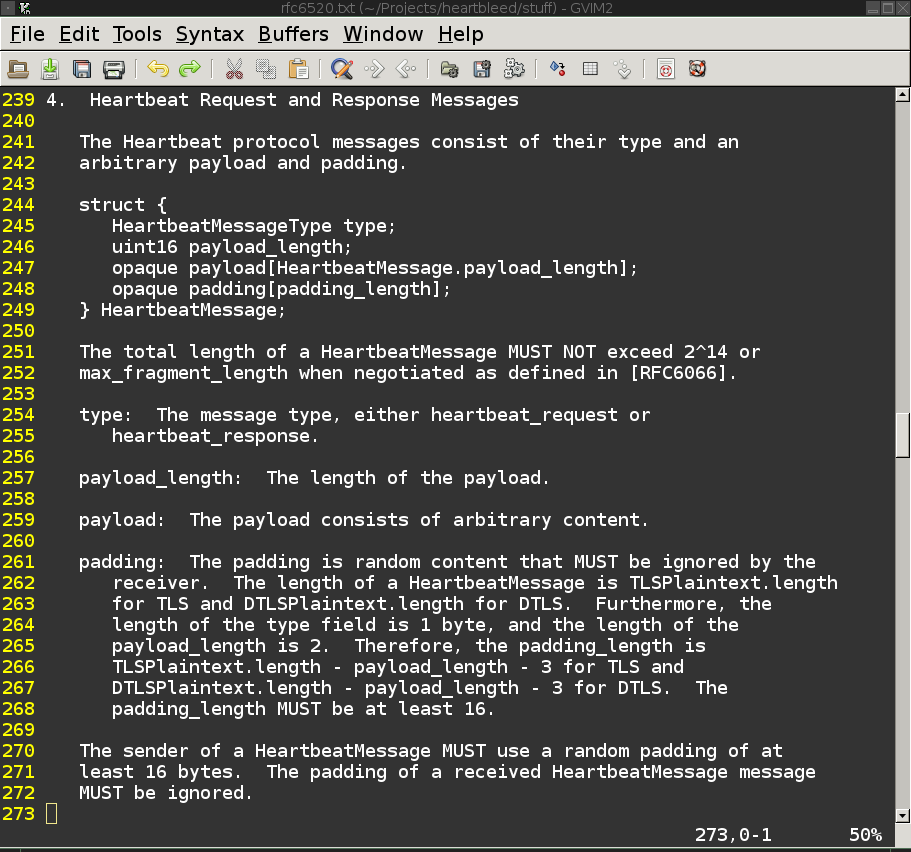 rfc6520.txt (~/Projects/heartbleed/stuff) - GVIM2
File Edit Tools Syntax Buffers Window Help
239 4.  Heartbeat Request and Response Messages
240
241    The Heartbeat protocol messages consist of their type and an
242    arbitrary payload and padding.
243
244    struct {
245       HeartbeatMessageType type;
246       uint16 payload_length;
247       opaque payload[HeartbeatMessage.payload_length];
248       opaque padding[padding_length];
249    } HeartbeatMessage;
250
251    The total length of a HeartbeatMessage MUST NOT exceed 2^14 or
252    max_fragment_length when negotiated as defined in [RFC6066].
253
254    type:  The message type, either heartbeat_request or
255       heartbeat_response.
256
257    payload_length:  The length of the payload.
258
259    payload:  The payload consists of arbitrary content.
260
261    padding:  The padding is random content that MUST be ignored by the
262       receiver.  The length of a HeartbeatMessage is TLSPlaintext.length
263       for TLS and DTLSPlaintext.length for DTLS.  Furthermore, the
264       length of the type field is 1 byte, and the length of the
265       payload_length is 2.  Therefore, the padding_length is
266       TLSPlaintext.length - payload_length - 3 for TLS and
267       DTLSPlaintext.length - payload_length - 3 for DTLS.  The
268       padding_length MUST be at least 16.
269
270    The sender of a HeartbeatMessage MUST use a random padding of at
271    least 16 bytes.  The padding of a received HeartbeatMessage message
272    MUST be ignored.
273
273,0-1 50%